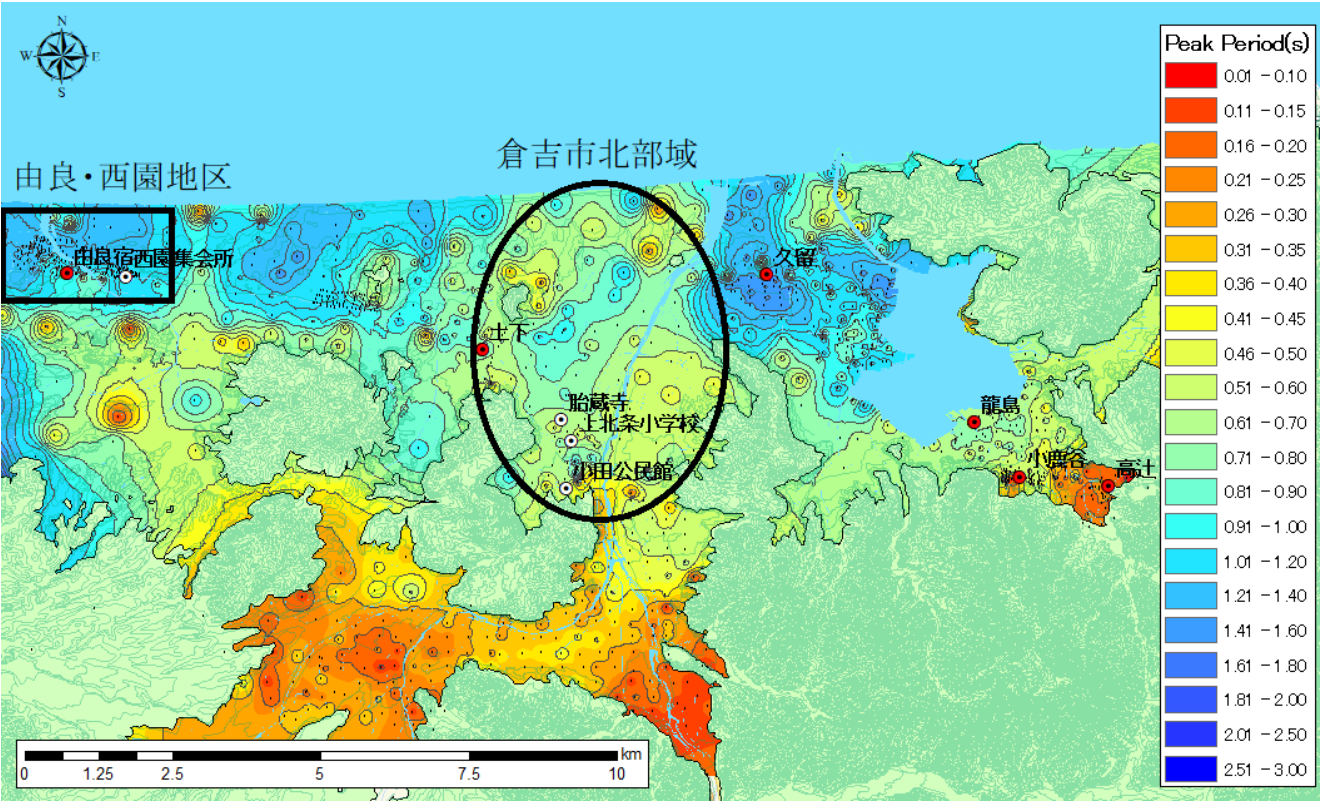 N
W
E
S
由良・西園地区
倉吉市北部域
由良宿西園集会所
久留
土下
胎蔵寺
上北条小学校
小田公民館
龍島
小鹿谷
高辻
Peak Period(s)
0.01 - 0.10
0.11 - 0.15
0.16 - 0.20
0.21 - 0.25
0.26 - 0.30
0.31 - 0.35
0.36 - 0.40
0.41 - 0.45
0.46 - 0.50
0.51 - 0.60
0.61 - 0.70
0.71 - 0.80
0.81 - 0.90
0.91 - 1.00
1.01 - 1.20
1.21 - 1.40
1.41 - 1.60
1.61 - 1.80
1.81 - 2.00
2.01 - 2.50
2.51 - 3.00
km
0 1.25 2.5 5 7.5 10